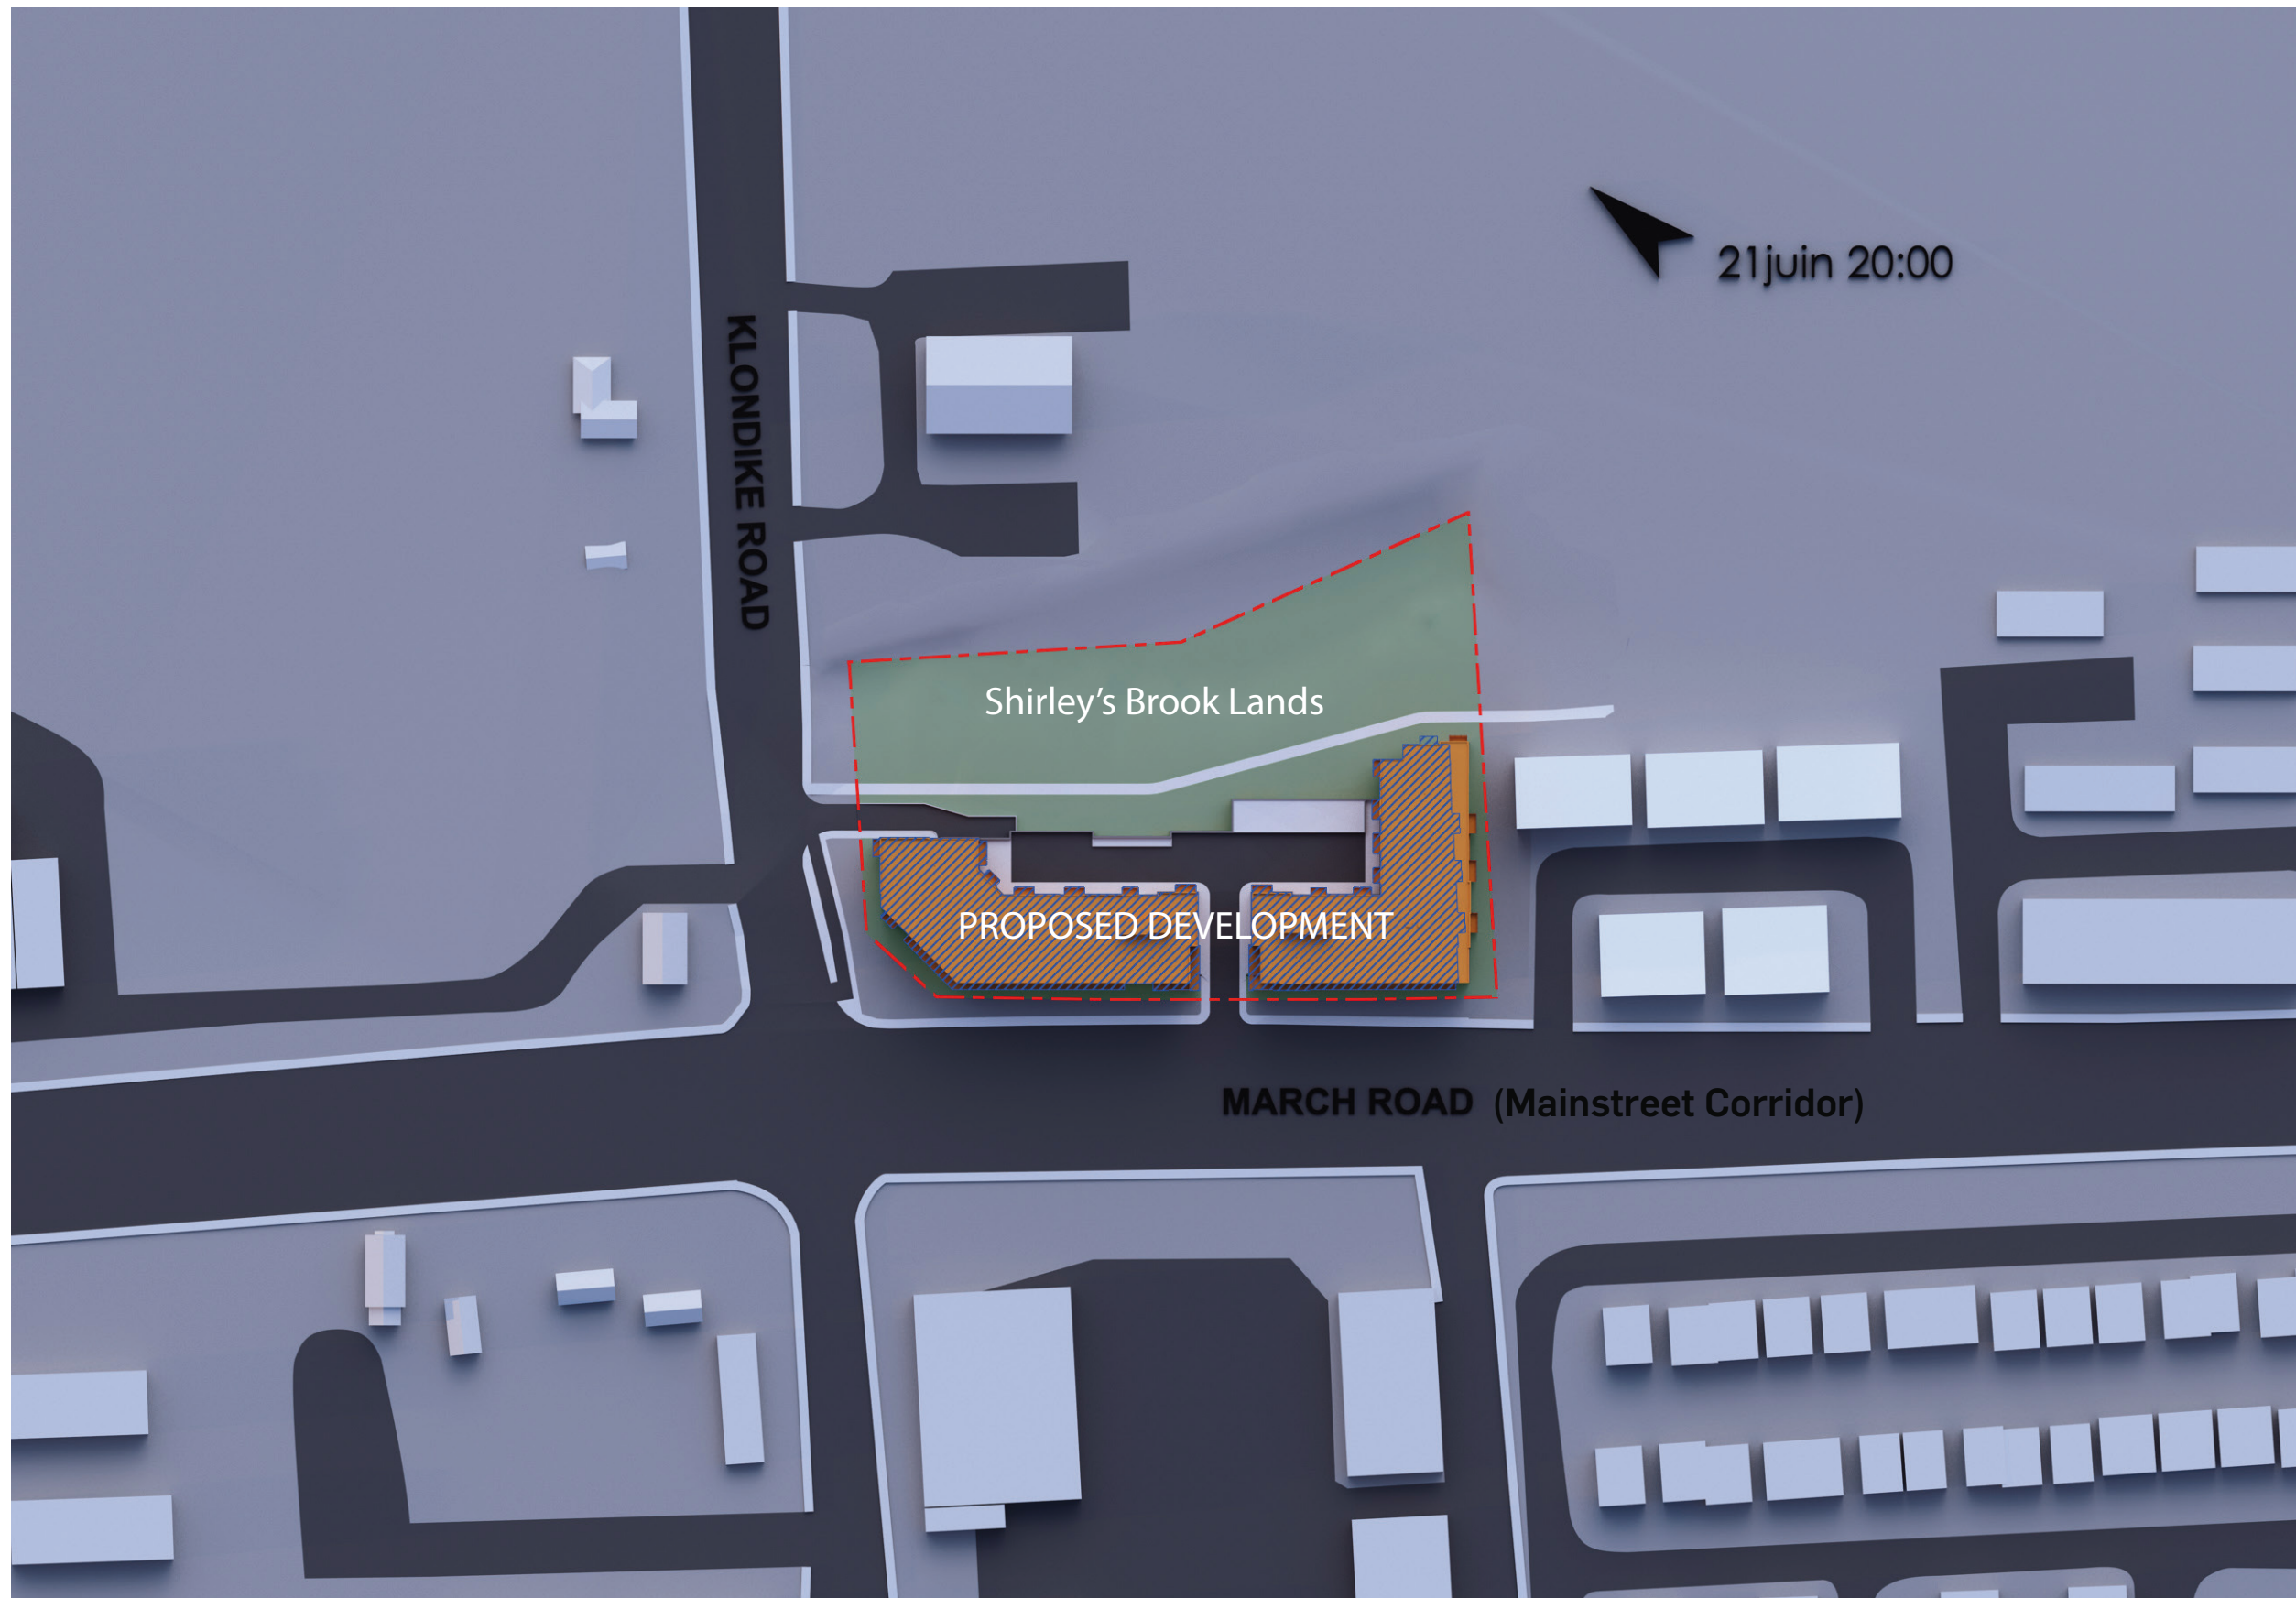 21juin 20:00
KLONDIKE ROAD
Shirley’s Brook Lands
PROPOSED DEVELOPMENT
MARCH ROAD (Mainstreet Corridor)